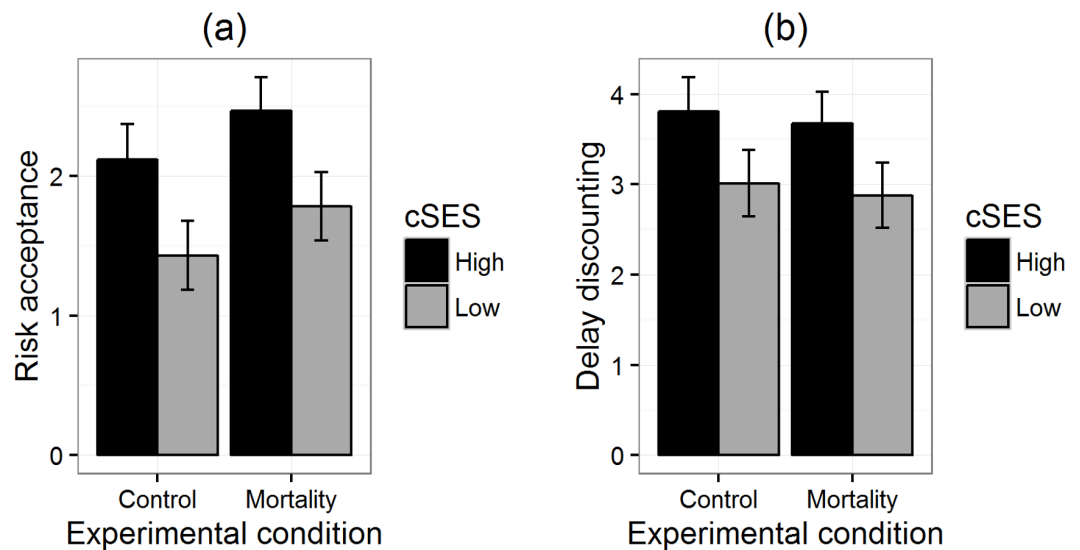 (a)
Risk acceptance
2
1
0
Control Mortality
Experimental condition
cSES
High
Low
(b)
Delay discounting
4
3
2
1
0
Control Mortality
Experimental condition
cSES
High
Low